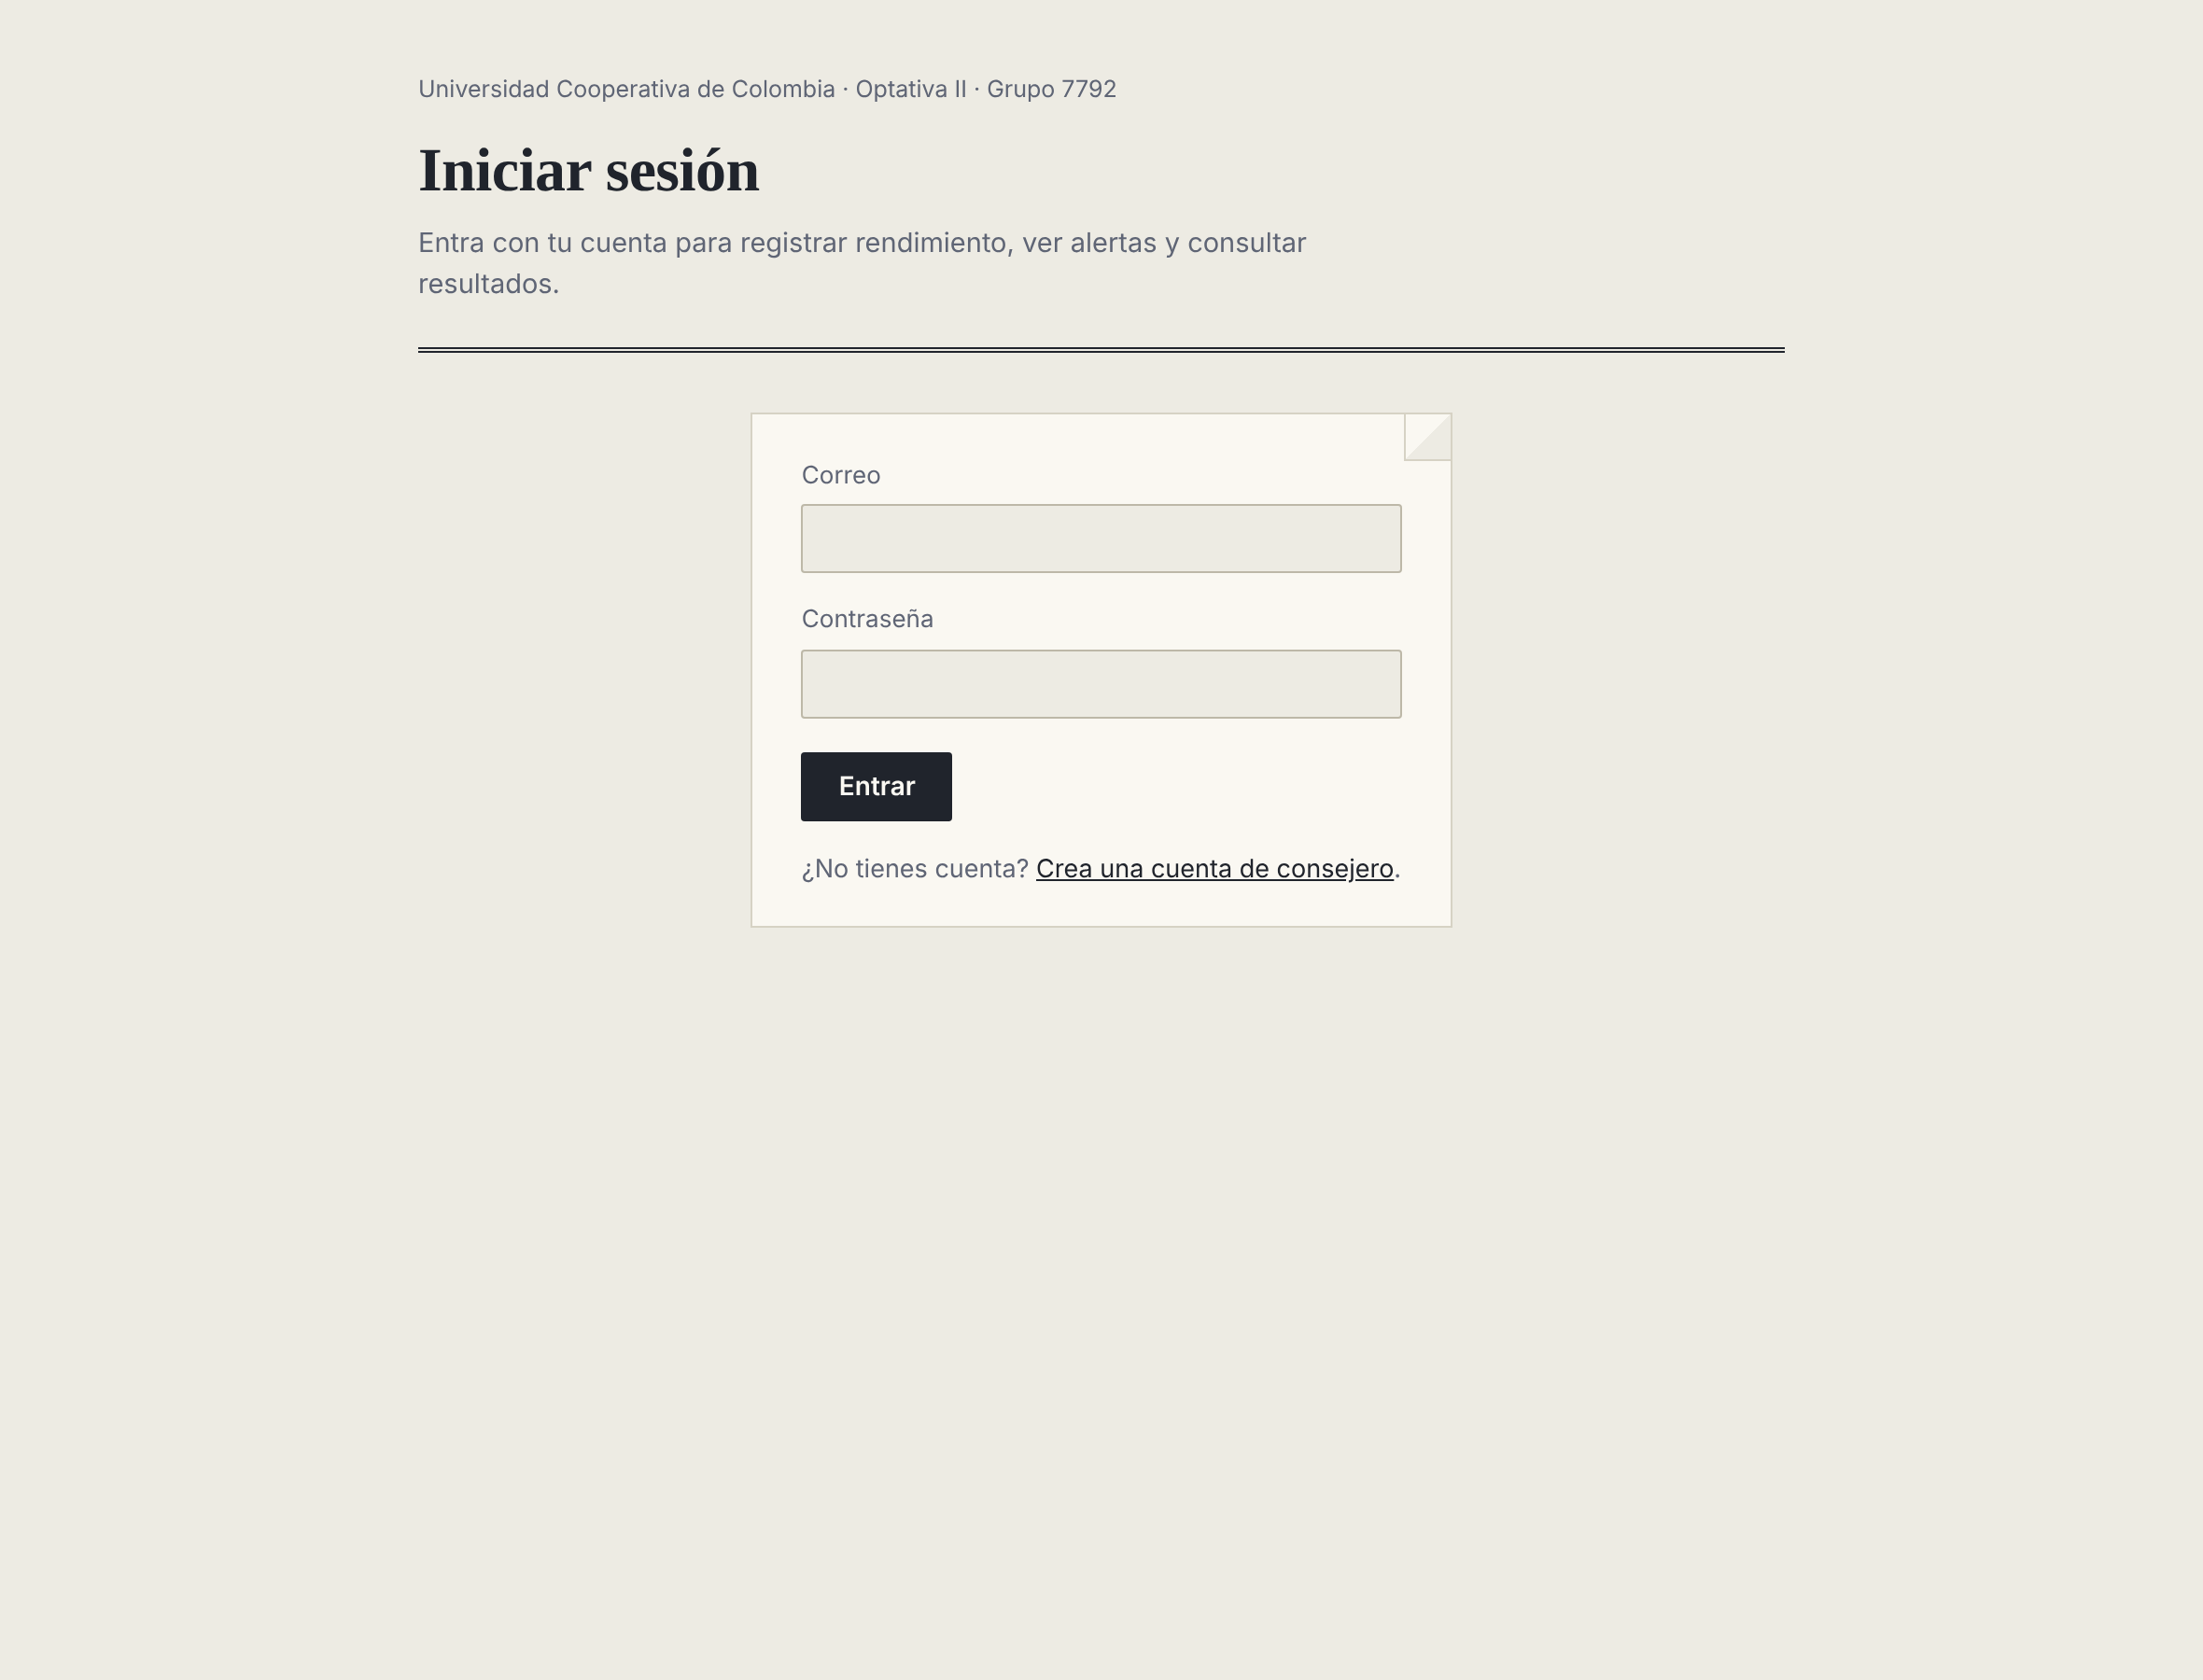 Universidad Cooperativa de Colombia · Optativa II · Grupo 7792
Iniciar sesión
Entra con tu cuenta para registrar rendimiento, ver alertas y consultar
resultados.
Correo
Contraseña
Entrar
¿No tienes cuenta? Crea una cuenta de consejero.